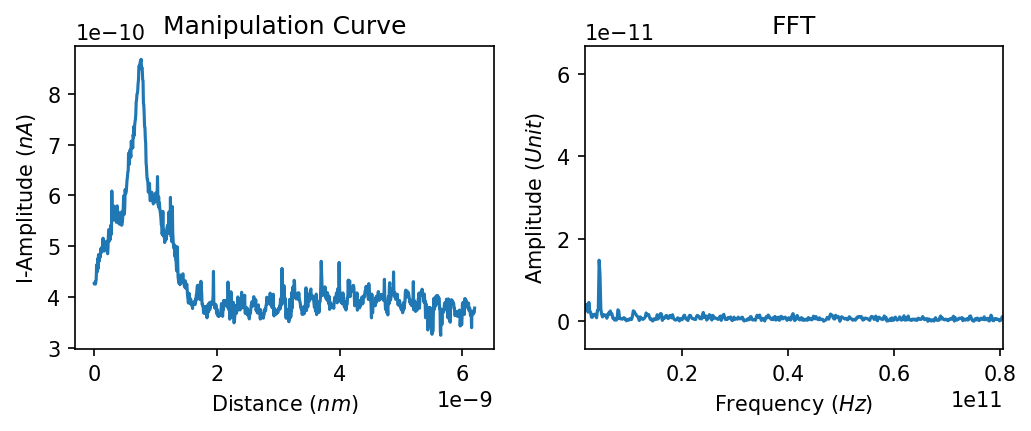 Manipulation Curve
1e−10
I-Amplitude (nA)
8
7
6
5
4
3
0
2
4
6
Distance (nm)
1e−9
FFT
1e−11
Amplitude (Unit)
6
4
2
0
0.2
0.4
0.6
0.8
Frequency (Hz)
1e11